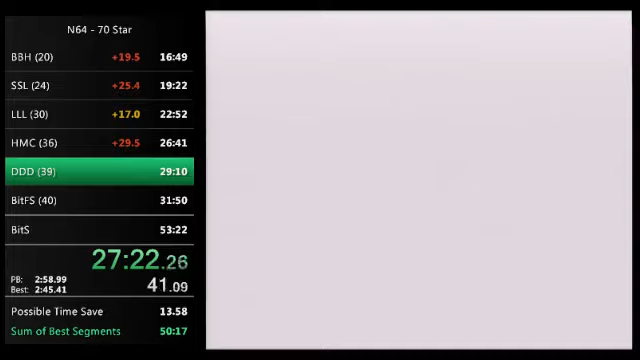 N64 - 70 Star
BBH (20) +19.5 16:49
SSL (24) +25.4 19:22
LLL (30) +17.0 22:52
HMC (36) +29.5 26:41
DDD (39) 29:10
BitFS (40) 31:50
BitS 53:22
27:22.26
PB: 2:58.99
Best: 2:45.41
41.09
Possible Time Save 13.58
Sum of Best Segments 50:17